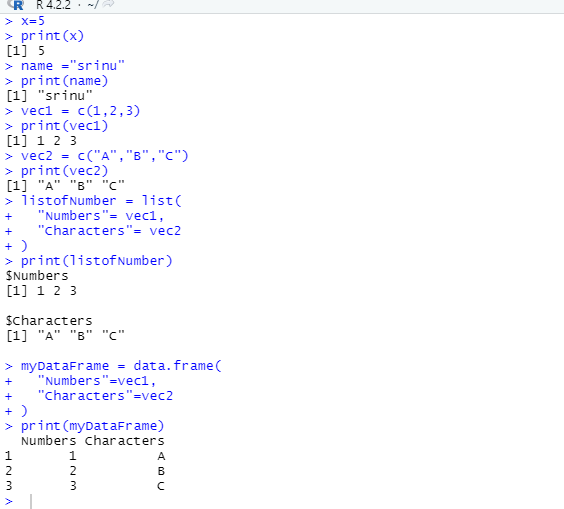 R 4.2.2 · ~/
> x=5
> print(x)
[1] 5
> name ="srinu"
> print(name)
[1] "srinu"
> vec1 = c(1,2,3)
> print(vec1)
[1] 1 2 3
> vec2 = c("A","B","C")
> print(vec2)
[1] "A" "B" "C"
> listofNumber = list(
+   "Numbers"= vec1,
+   "Characters"= vec2
+ )
> print(listofNumber)
$Numbers
[1] 1 2 3

$Characters
[1] "A" "B" "C"

> myDataFrame = data.frame(
+   "Numbers"=vec1,
+   "Characters"=vec2
+ )
> print(myDataFrame)
  Numbers Characters
1       1          A
2       2          B
3       3          C
>